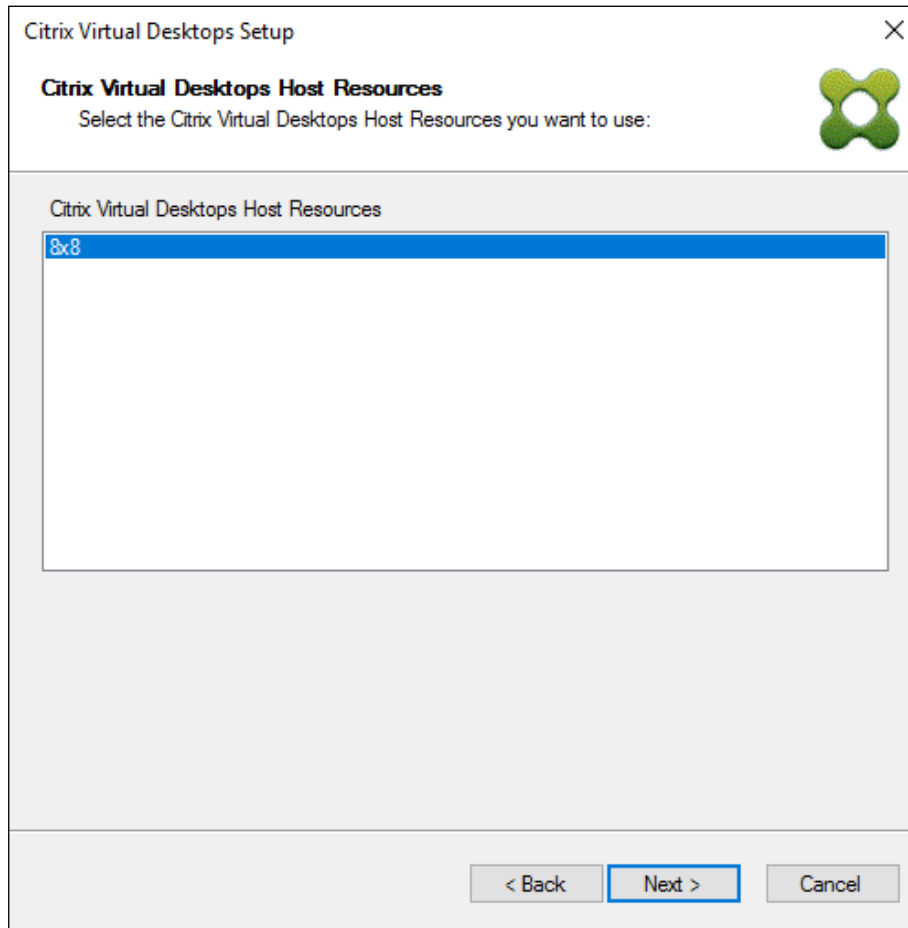 Citrix Virtual Desktops Setup
Citrix Virtual Desktops Host Resources
Select the Citrix Virtual Desktops Host Resources you want to use:
Citrix Virtual Desktops Host Resources
8x8
< Back Next > Cancel